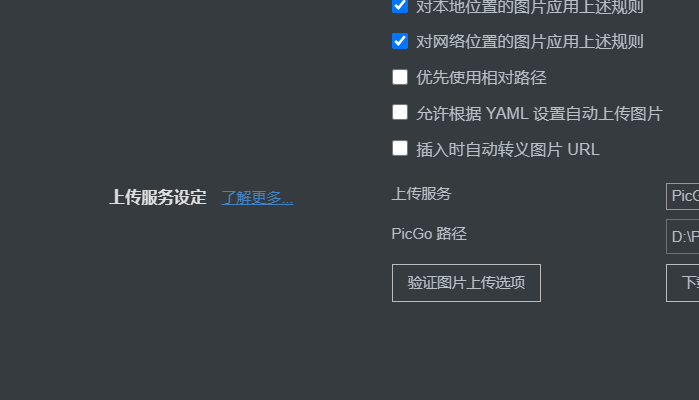 对本地位置的图片应用上述规则
对网络位置的图片应用上述规则
优先使用相对路径
允许根据 YAML 设置自动上传图片
插入时自动转义图片 URL
上传服务设定 了解更多... 上传服务 PicG
PicGo 路径 D:\P
验证图片上传选项 下